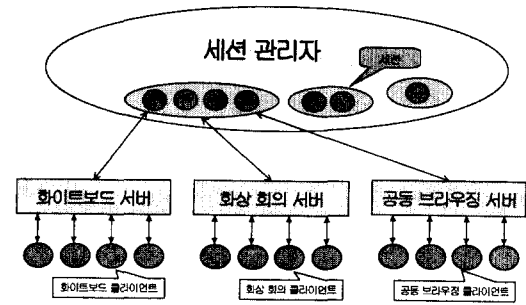 세션 관리자
세션
화이트보드 서버
화상 회의 서버
공동 브라우징 서버
화이트보드 클라이언트
화상 회의 클라이언트
공동 브라우징 클라이언트